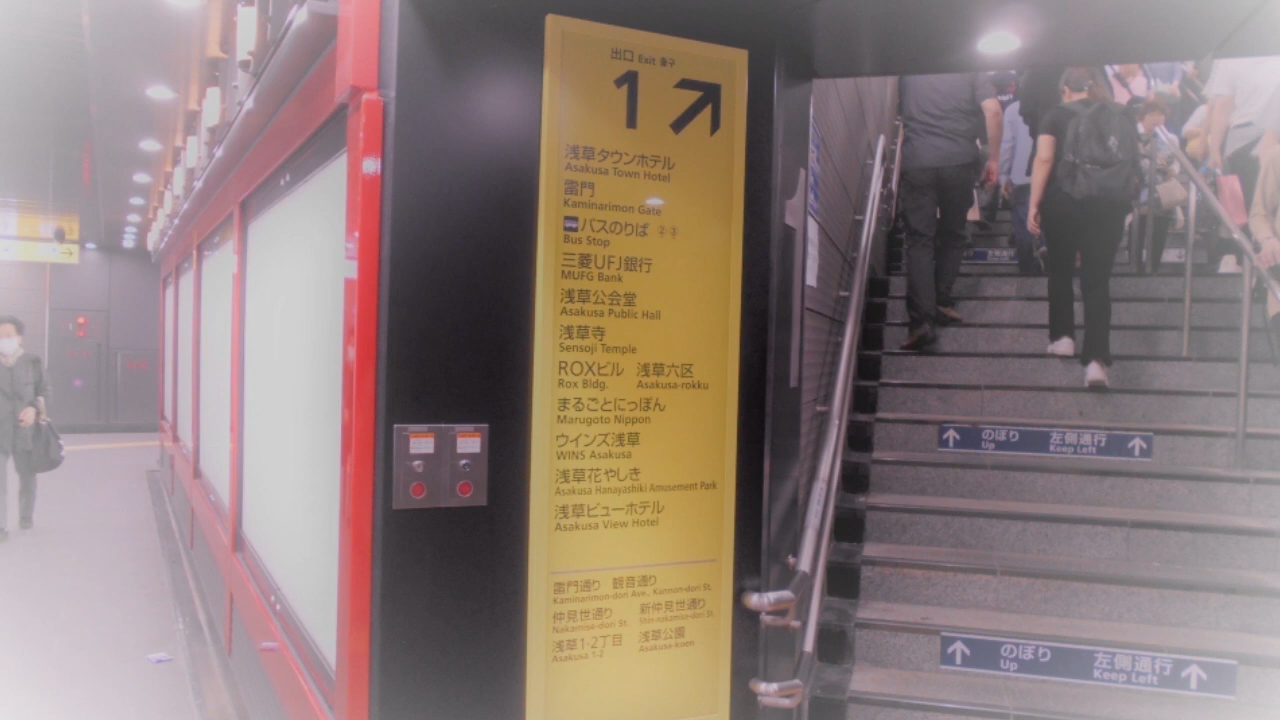 出口 Exit 출구
1
浅草タウンホテル
Asakusa Town Hotel
雷門
Kaminarimon Gate
バスのりば ② ③
Bus Stop
三菱UFJ銀行
MUFG Bank
浅草公会堂
Asakusa Public Hall
浅草寺
Sensoji Temple
ROXビル 浅草六区
Rox Bldg. Asakusa-rokku
まるごとにっぽん
Marugoto Nippon
ウインズ浅草
WINS Asakusa
浅草花やしき
Asakusa Hanayashiki Amusement Park
浅草ビューホテル
Asakusa View Hotel
雷門通り 観音通り
Kaminarimon-dori Ave., Kannon-dori St.
仲見世通り 新仲見世通り
Nakamise-dori St. Shin-nakamise-dori St.
浅草1・2丁目 浅草公園
Asakusa 1-2 Asakusa-koen
左側通行
のぼり 左側通行
Up Keep Left
のぼり 左側通行
Up Keep Left